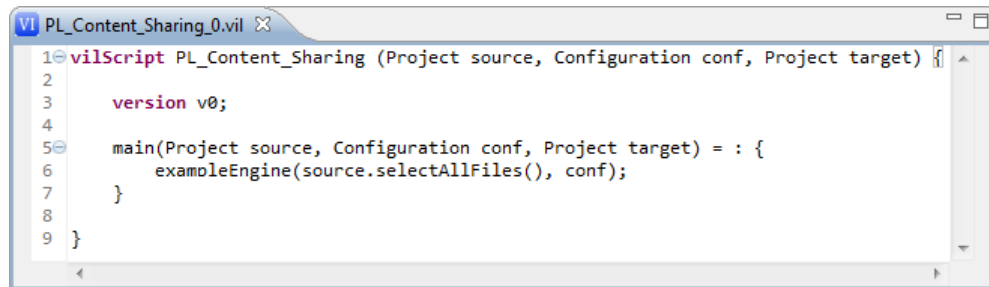 VI PL_Content_Sharing_0.vil
1 vilScript PL_Content_Sharing (Project source, Configuration conf, Project target) {
2
3     version v0;
4
5     main(Project source, Configuration conf, Project target) = : {
6         exampleEngine(source.selectAllFiles(), conf);
7     }
8
9 }